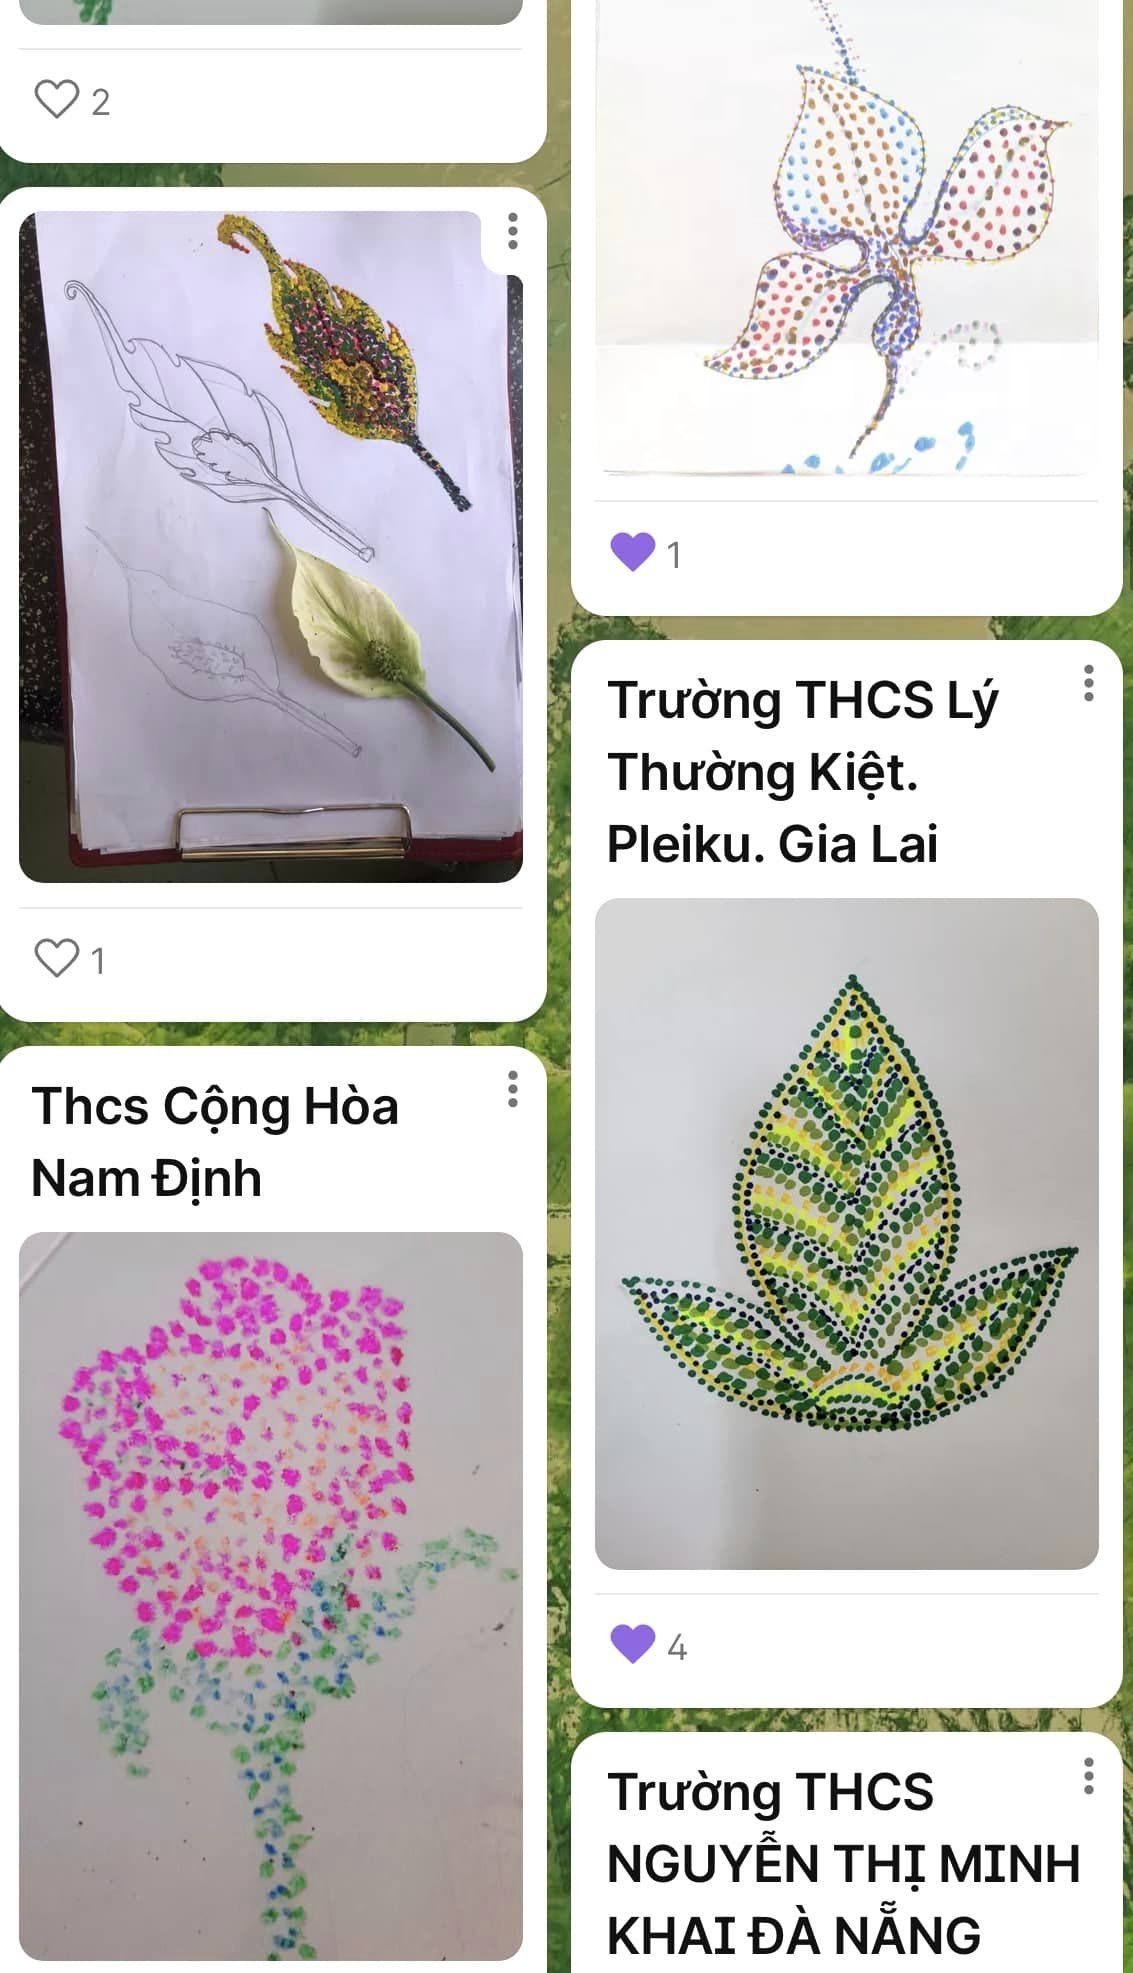 2
1
Thcs Cộng Hòa
Nam Định
1
Trường THCS Lý
Thường Kiệt.
Pleiku. Gia Lai
4
Trường THCS
NGUYỄN THỊ MINH
KHAI ĐÀ NẴNG